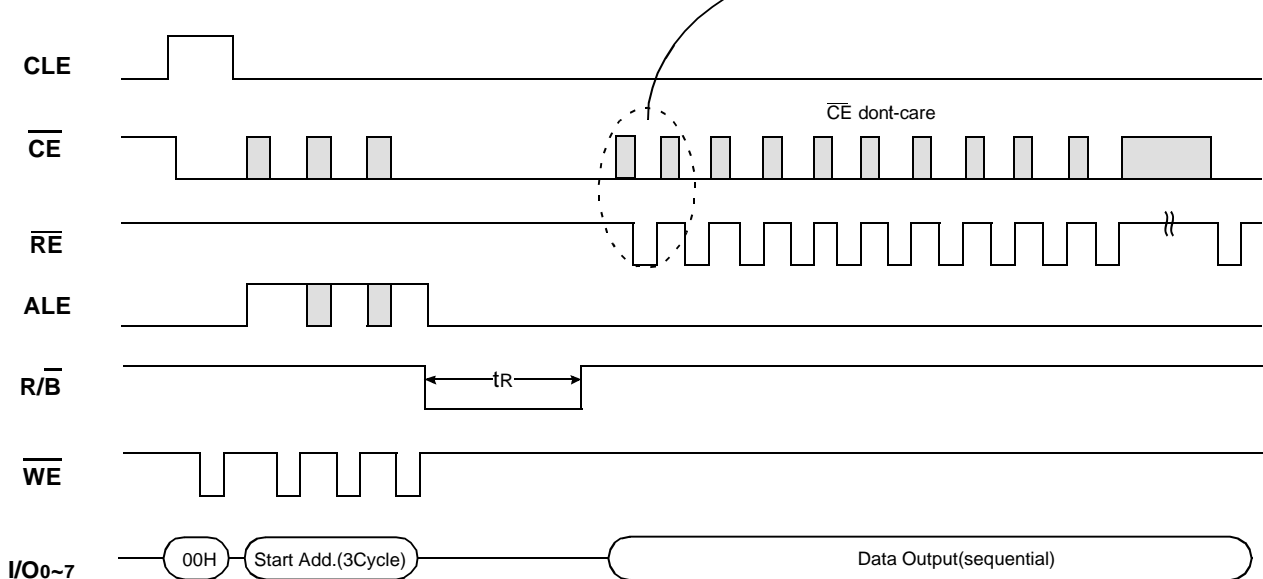 CLE
CE
CE dont-care
RE
ALE
R/B
tR
WE
I/O0~7
00H
Start Add.(3Cycle)
Data Output(sequential)